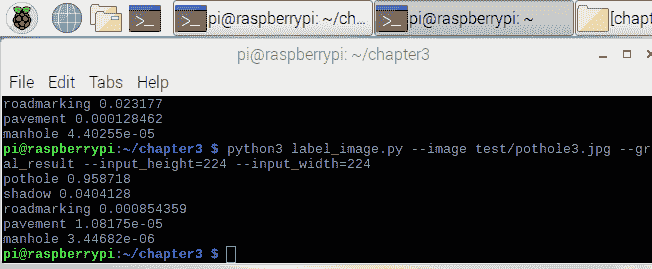 pi@raspberrypi: ~/cha...
pi@raspberrypi: ~
[chapt
pi@raspberrypi: ~/chapter3
File Edit Tabs Help
roadmarking 0.023177
pavement 0.000128462
manhole 4.40255e-05
pi@raspberrypi:~/chapter3 $ python3 label_image.py --image test/pothole3.jpg --gr
al_result --input_height=224 --input_width=224
pothole 0.958718
shadow 0.0404128
roadmarking 0.000854359
pavement 1.08175e-05
manhole 3.44682e-06
pi@raspberrypi:~/chapter3 $